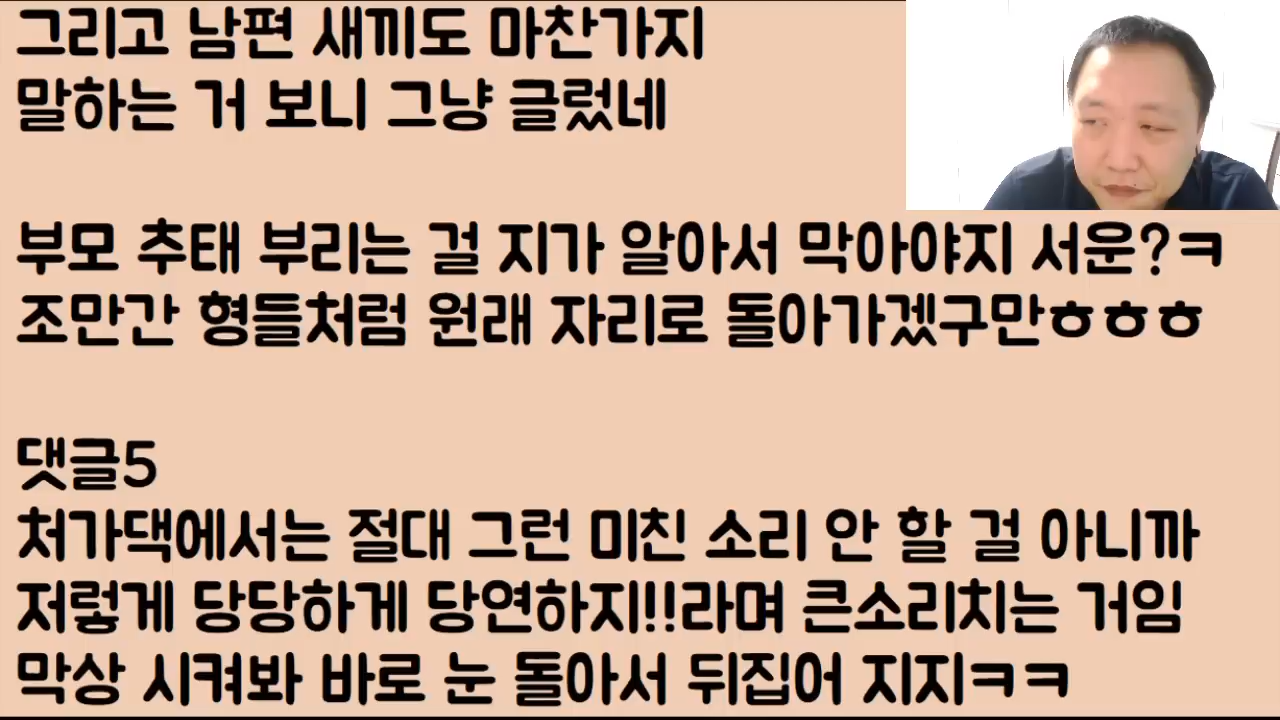 그리고 남편 새끼도 마찬가지
말하는 거 보니 그냥 글렀네
부모 추태 부리는 걸 지가 알아서 막아야지 서운?ㅋ
조만간 형들처럼 원래 자리로 돌아가겠구만ㅎㅎㅎ
댓글5
처가댁에서는 절대 그런 미친 소리 안 할 걸 아니까
저렇게 당당하게 당연하지!!라며 큰소리치는 거임
막상 시켜봐 바로 눈 돌아서 뒤집어 지지ㅋㅋ